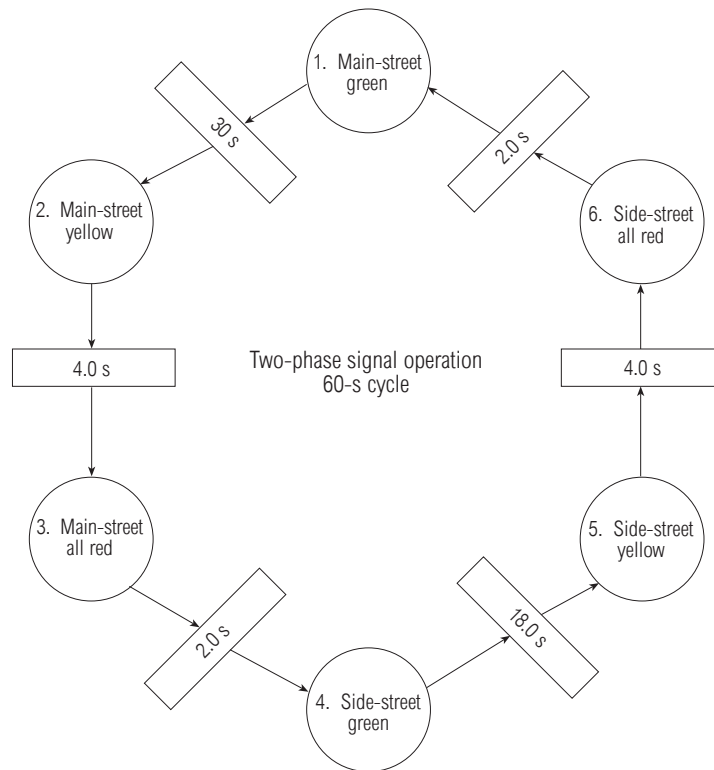 1. Main-street
green
30 s
2.0 s
2. Main-street
yellow
6. Side-street
all red
4.0 s
Two-phase signal operation
60-s cycle
4.0 s
3. Main-street
all red
5. Side-street
yellow
2.0 s
18.0 s
4. Side-street
green